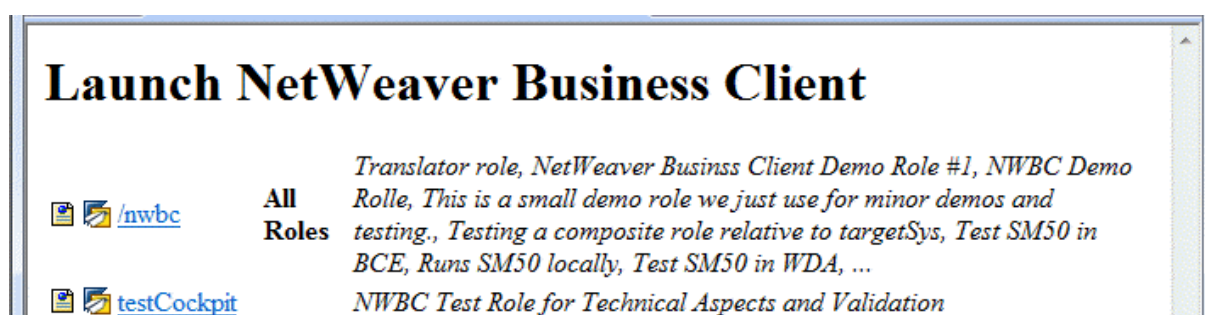 Launch NetWeaver Business Client
Translator role, NetWeaver Businss Client Demo Role #1, NWBC Demo
/nwbc All Roles Rolle, This is a small demo role we just use for minor demos and
testing., Testing a composite role relative to targetSys, Test SM50 in
BCE, Runs SM50 locally, Test SM50 in WDA, ...
testCockpit NWBC Test Role for Technical Aspects and Validation